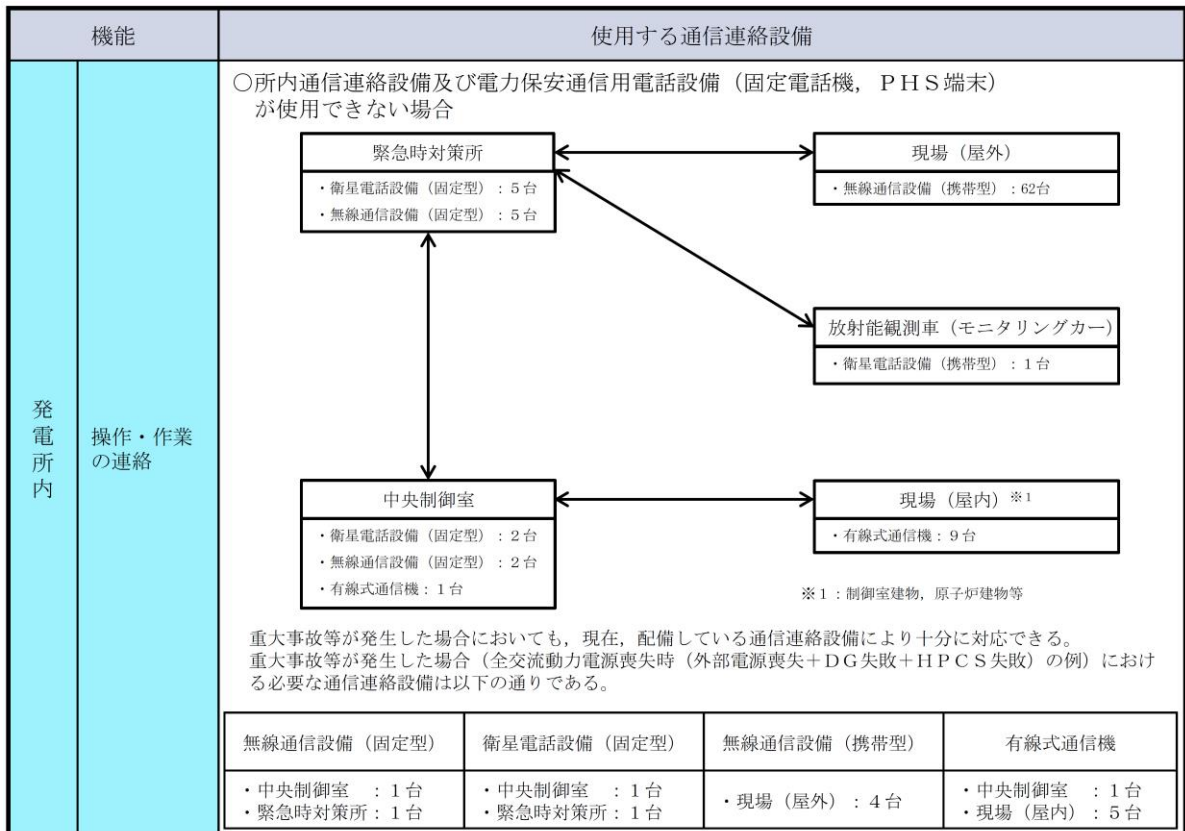 機能
使用する通信連絡設備
発電所内
操作・作業
の連絡
○所内通信連絡設備及び電力保安通信用電話設備（固定電話機，ＰＨＳ端末）
が使用できない場合
緊急時対策所
・衛星電話設備（固定型）：５台
・無線通信設備（固定型）：５台
現場（屋外）
・無線通信設備（携帯型）：62台
放射能観測車（モニタリングカー）
・衛星電話設備（携帯型）：１台
中央制御室
・衛星電話設備（固定型）：２台
・無線通信設備（固定型）：２台
・有線式通信機：１台
現場（屋内）※1
・有線式通信機：９台
※１：制御室建物，原子炉建物等
重大事故等が発生した場合においても，現在，配備している通信連絡設備により十分に対応できる。
重大事故等が発生した場合（全交流動力電源喪失時（外部電源喪失＋ＤＧ失敗＋ＨＰＣＳ失敗）の例）におけ
る必要な通信連絡設備は以下の通りである。
無線通信設備（固定型）
衛星電話設備（固定型）
無線通信設備（携帯型）
有線式通信機
・中央制御室　：１台
・緊急時対策所：１台
・中央制御室　：１台
・緊急時対策所：１台
・現場（屋外）：４台
・中央制御室　：１台
・現場（屋内）：５台